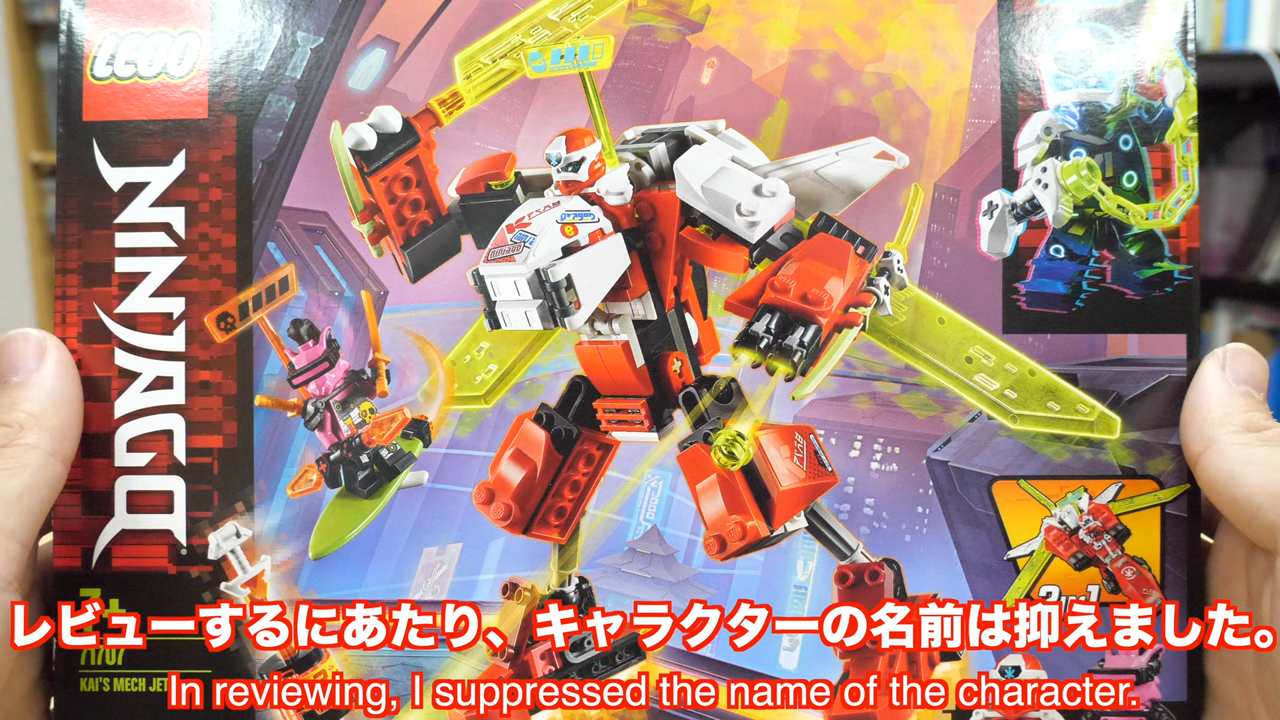 LEGO
NINJAGO
7+
71707
KAI'S MECH JET
2in1
レビューするにあたり、キャラクターの名前は抑えました。
In reviewing, I suppressed the name of the character.